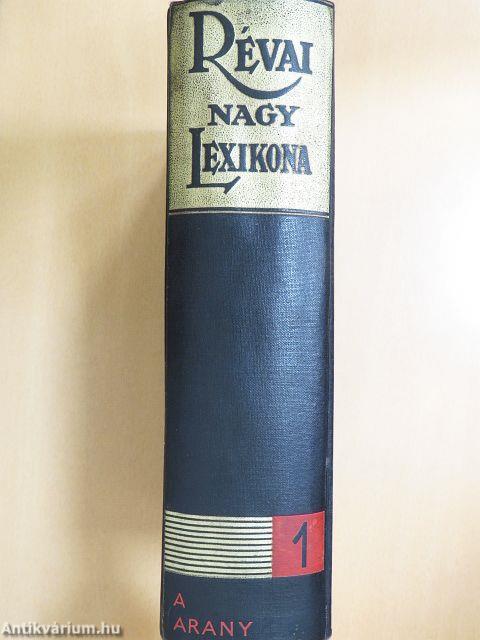 RÉVAI
NAGY
LEXIKONA
1
A
ARANY
Antikvárium.hu